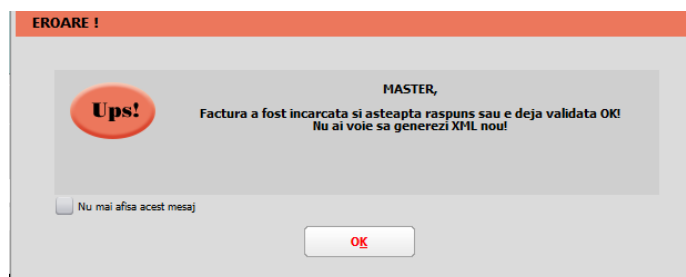 EROARE !
MASTER,
Ups!
Factura a fost incarcata si asteapta raspuns sau e deja validata OK!
Nu ai voie sa generezi XML nou!
Nu mai afisa acest mesaj
OK